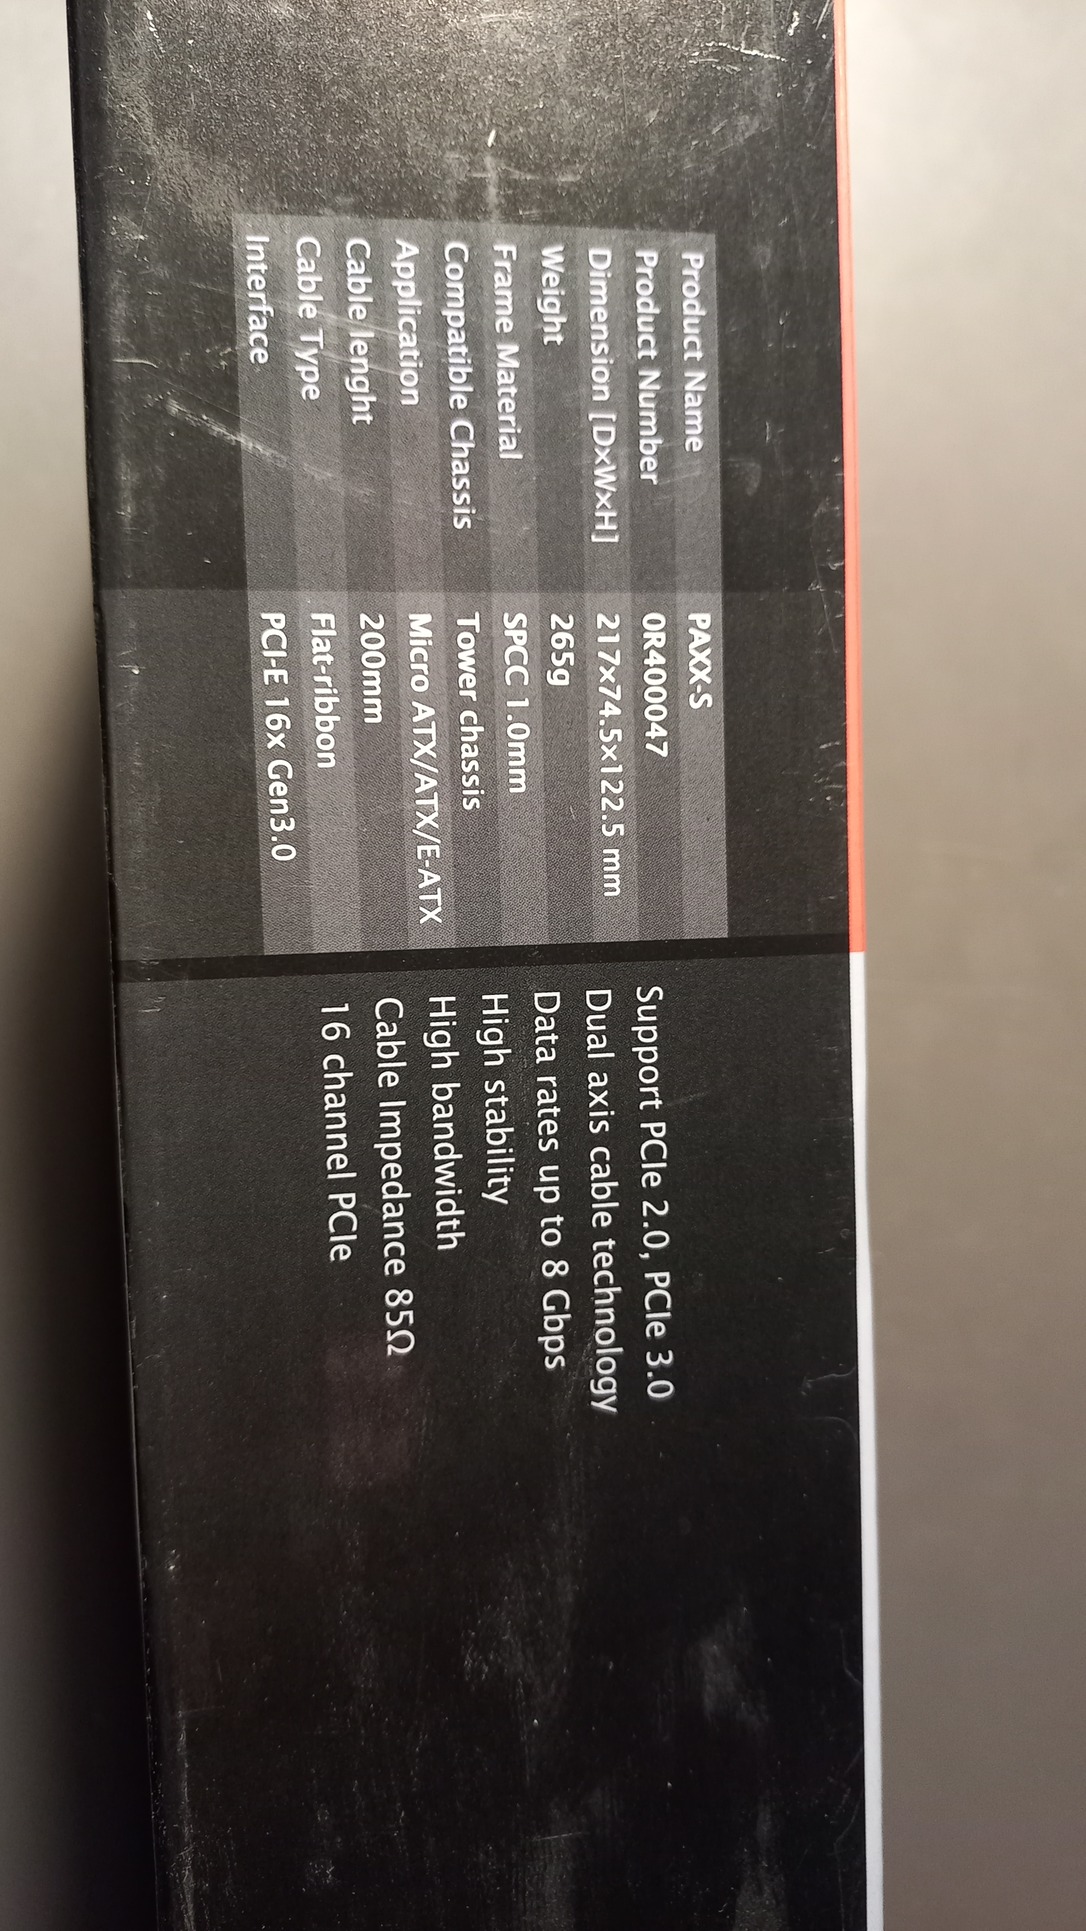 Product Name PAXX-S
Product Number 0R400047
Dimension [DxWxH] 217x74.5x122.5 mm
Weight 265g
Frame Material SPCC 1.0mm
Compatible Chassis Tower chassis
Application Micro ATX/ATX/E-ATX
Cable lenght 200mm
Cable Type Flat-ribbon
Interface PCI-E 16x Gen3.0
Support PCIe 2.0, PCIe 3.0
Dual axis cable technology
Data rates up to 8 Gbps
High stability
High bandwidth
Cable Impedance 85Ω
16 channel PCIe